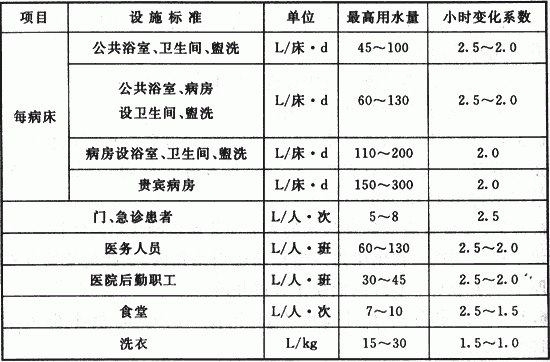 项目 设施标准 单位 最高用水量 小时变化系数
每病床 公共浴室、卫生间、盥洗 L/床·d 45～100 2.5～2.0
公共浴室、病房
设卫生间、盥洗 L/床·d 60～130 2.5～2.0
病房设浴室、卫生间、盥洗 L/床·d 110～200 2.0
贵宾病房 L/床·d 150～300 2.0
门、急诊患者 L/人·次 5～8 2.5
医务人员 L/人·班 60～130 2.5～2.0
医院后勤职工 L/人·班 30～45 2.5～2.0
食堂 L/人·次 7～10 2.5～1.5
洗衣 L/kg 15～30 1.5～1.0